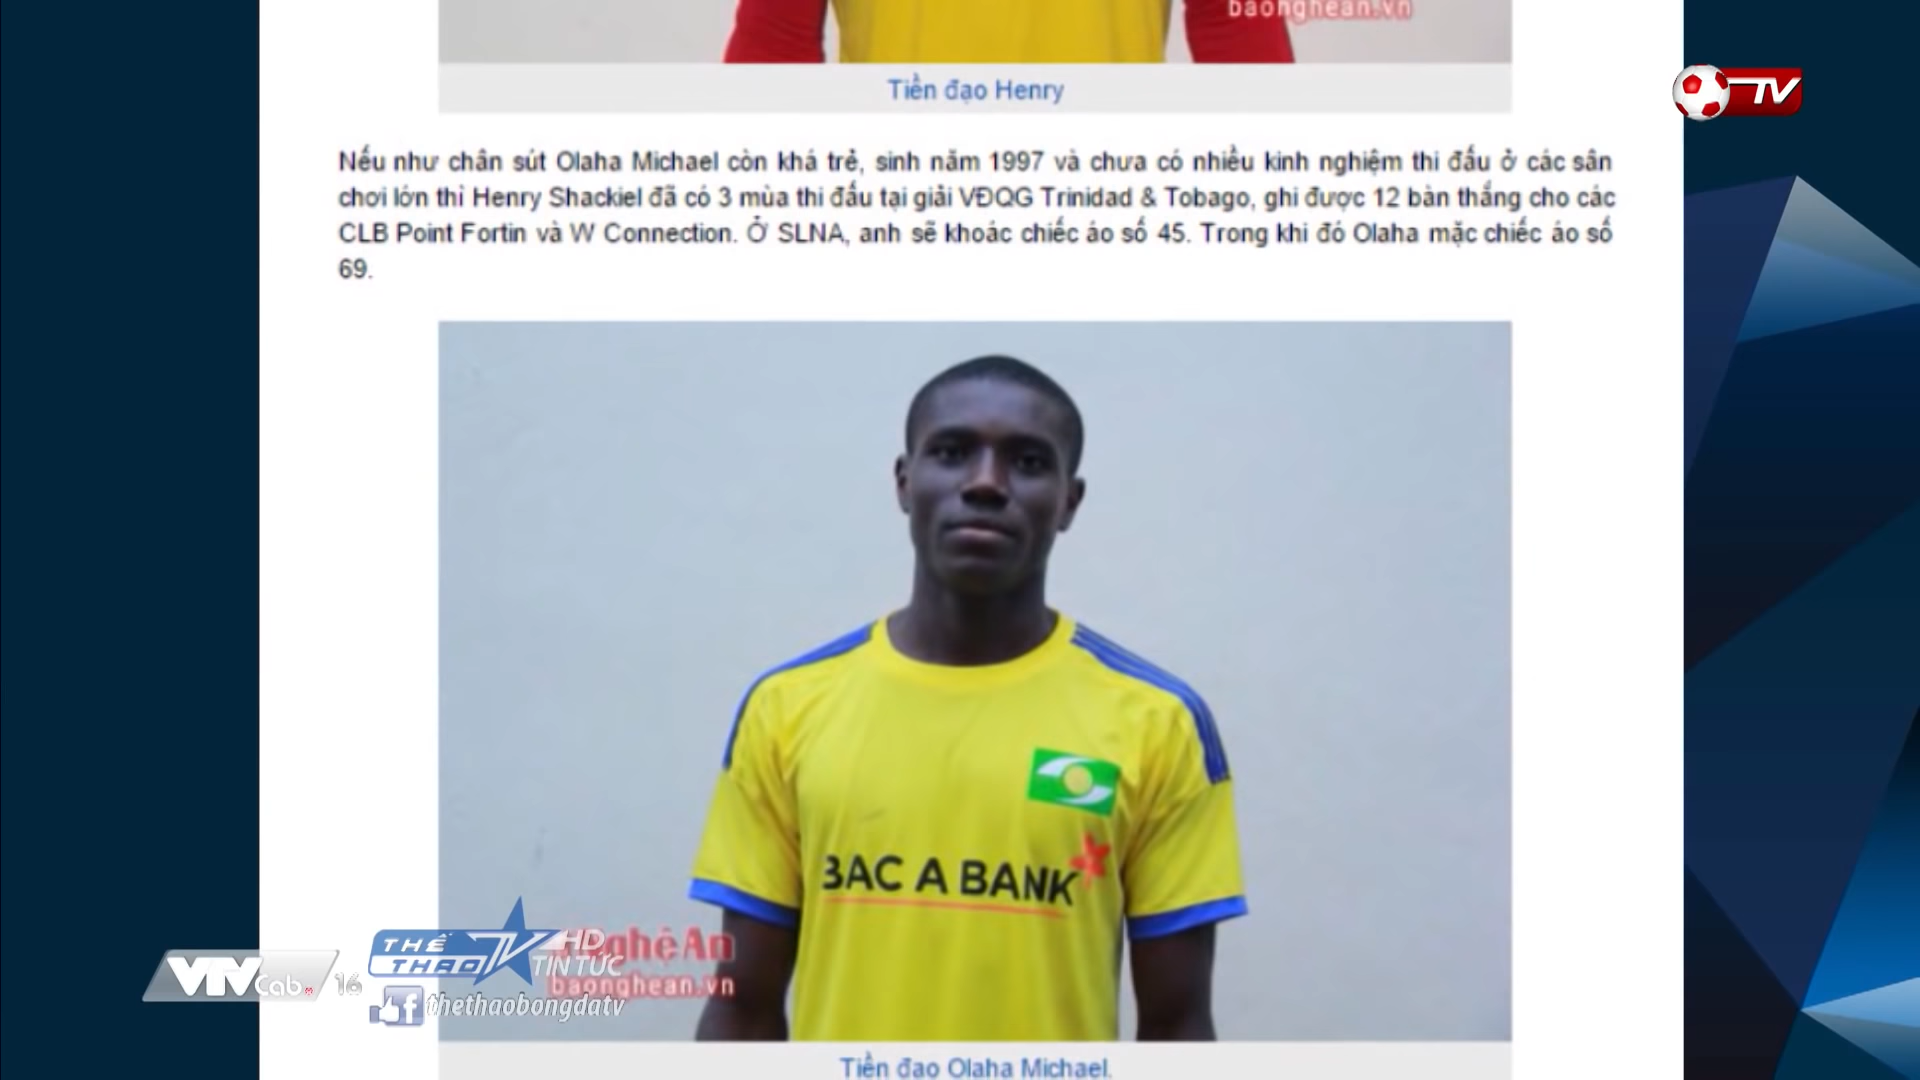 baonghean.vn
Tiền đạo Henry
TV
Nếu như chân sút Olaha Michael còn khá trẻ, sinh năm 1997 và chưa có nhiều kinh nghiệm thi đấu ở các sân
chơi lớn thì Henry Shackiel đã có 3 mùa thi đấu tại giải VĐQG Trinidad & Tobago, ghi được 12 bàn thắng cho các
CLB Point Fortin và W Connection. Ở SLNA, anh sẽ khoác chiếc áo số 45. Trong khi đó Olaha mặc chiếc áo số
69.
BAC A BANK
VTVCab 16
THỂ THAO TV HD
TIN TỨC
NghệAn
baonghean.vn
f thethaobongdatv
Tiền đạo Olaha Michael.